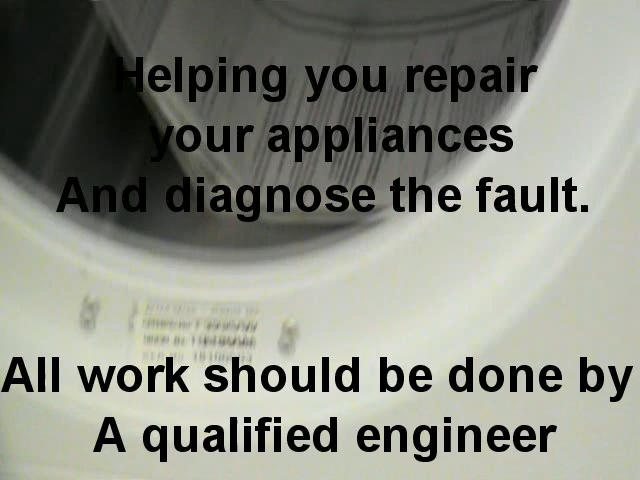 Helping you repair
your appliances
And diagnose the fault.
All work should be done by
A qualified engineer